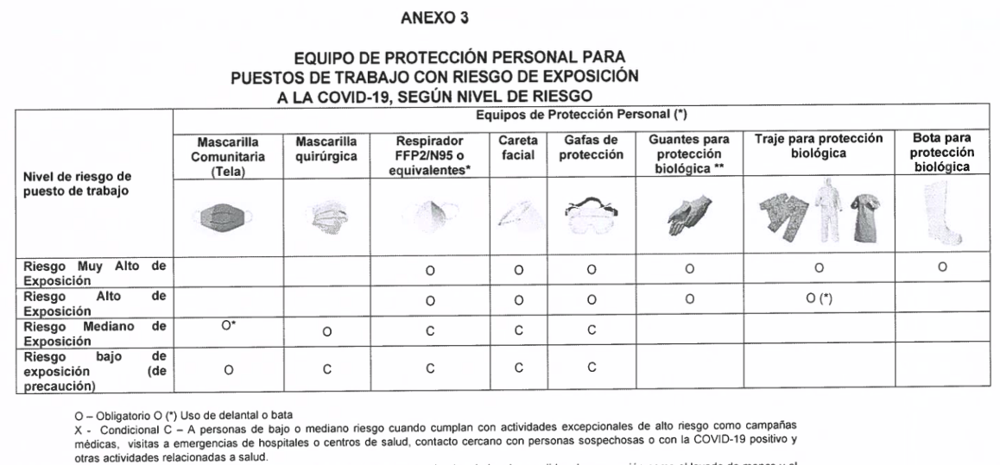 ANEXO 3
EQUIPO DE PROTECCIÓN PERSONAL PARA
PUESTOS DE TRABAJO CON RIESGO DE EXPOSICIÓN
A LA COVID-19, SEGÚN NIVEL DE RIESGO
Nivel de riesgo de
puesto de trabajo
Equipos de Protección Personal (*)
Mascarilla
Comunitaria
(Tela)
Mascarilla
quirúrgica
Respirador
FFP2/N95 o
equivalentes*
Careta
facial
Gafas de
protección
Guantes para
protección
biológica **
Traje para protección
biológica
Bota para
protección
biológica
Riesgo Muy Alto de
Exposición
O O O O O O
Riesgo Alto de
Exposición
O O O O O (*)
Riesgo Mediano de
Exposición
O* O C C C
Riesgo bajo de
exposición (de
precaución)
O C C C C
O – Obligatorio O (*) Uso de delantal o bata
X - Condicional C – A personas de bajo o mediano riesgo cuando cumplan con actividades excepcionales de alto riesgo como campañas
médicas, visitas a emergencias de hospitales o centros de salud, contacto cercano con personas sospechosas o con la COVID-19 positivo y
otras actividades relacionadas a salud.